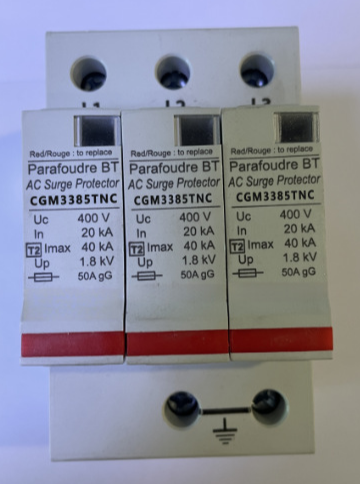 L1 L2 L3
Red/Rouge : to replace
Parafoudre BT
AC Surge Protector
CGM3385TNC
Uc 400 V
In 20 kA
T2 Imax 40 kA
Up 1.8 kV
50A gG
Red/Rouge : to replace
Parafoudre BT
AC Surge Protector
CGM3385TNC
Uc 400 V
In 20 kA
T2 Imax 40 kA
Up 1.8 kV
50A gG
Red/Rouge : to replace
Parafoudre BT
AC Surge Protector
CGM3385TNC
Uc 400 V
In 20 kA
T2 Imax 40 kA
Up 1.8 kV
50A gG